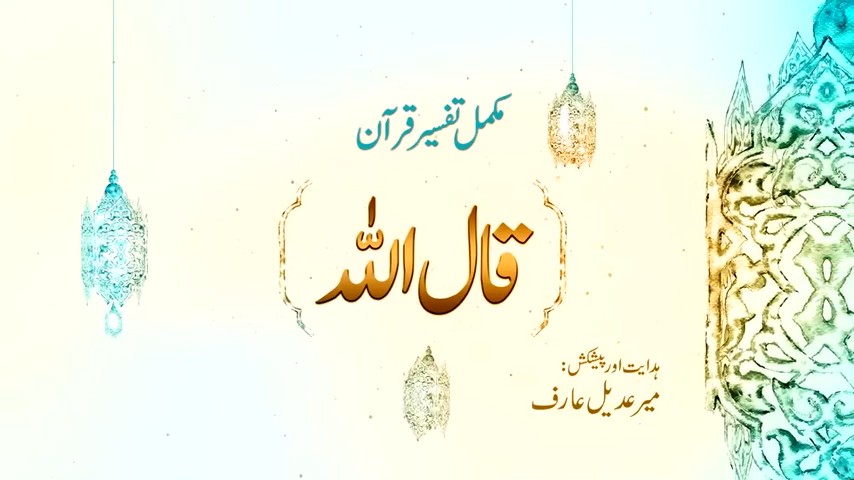 مکمل تفسیر قرآن
قال اللہ
ہدایت اور پیشکش:
میر عدیل عارف